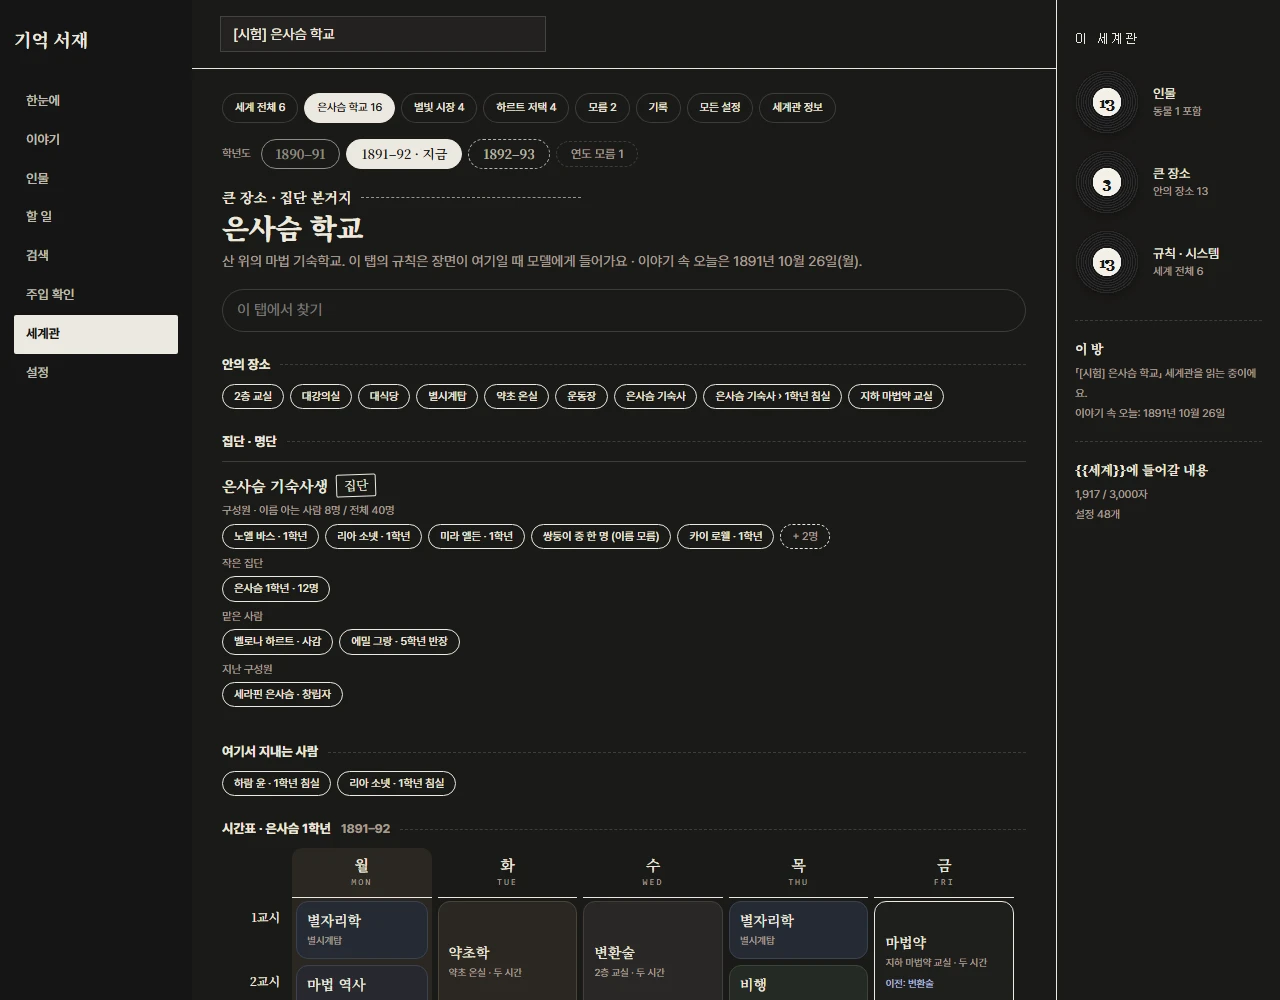 기억 서재
한눈에
이야기
인물
할 일
검색
주입 확인
세계관
설정
[시험] 은사슴 학교
세계 전체 6
은사슴 학교 16
별빛 시장 4
하르트 저택 4
모름 2
기록
모든 설정
세계관 정보
학년도
1890–91
1891–92 · 지금
1892–93
연도 모름 1
큰 장소 · 집단 본거지
은사슴 학교
산 위의 마법 기숙학교. 이 탭의 규칙은 장면이 여기일 때 모델에게 들어가요 · 이야기 속 오늘은 1891년 10월 26일(월).
이 탭에서 찾기
안의 장소
2층 교실
대강의실
대식당
별시계탑
약초 온실
운동장
은사슴 기숙사
은사슴 기숙사 › 1학년 침실
지하 마법약 교실
집단 · 명단
은사슴 기숙사생 집단
구성원 · 이름 아는 사람 8명 / 전체 40명
노엘 바스 · 1학년
리아 소넷 · 1학년
미라 엘든 · 1학년
쌍둥이 중 한 명 (이름 모름)
카이 로웰 · 1학년
+ 2명
작은 집단
은사슴 1학년 · 12명
맡은 사람
벨로나 하르트 · 사감
에밀 그랑 · 5학년 반장
지난 구성원
세라핀 은사슴 · 창립자
여기서 지내는 사람
하람 윤 · 1학년 침실
리아 소넷 · 1학년 침실
시간표 · 은사슴 1학년 1891–92
월
MON
화
TUE
수
WED
목
THU
금
FRI
1교시
별자리학
별시계탑
약초학
약초 온실 · 두 시간
변환술
2층 교실 · 두 시간
별자리학
별시계탑
마법약
지하 마법약 교실 · 두 시간
이전: 변환술
2교시
마법 역사
비행
이 세계관
13
인물
동물 1 포함
3
큰 장소
안의 장소 13
13
규칙 · 시스템
세계 전체 6
이 방
「[시험] 은사슴 학교」 세계관을 읽는 중이에
요.
이야기 속 오늘: 1891년 10월 26일
{{세계}}에 들어갈 내용
1,917 / 3,000자
설정 48개